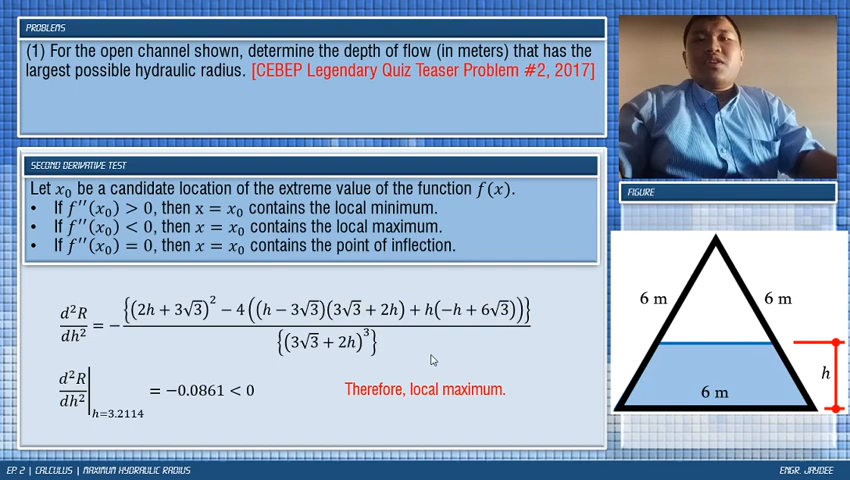 PROBLEMS
(1) For the open channel shown, determine the depth of flow (in meters) that has the
largest possible hydraulic radius. [CEBEP Legendary Quiz Teaser Problem #2, 2017]
SECOND DERIVATIVE TEST
Let x₀ be a candidate location of the extreme value of the function f(x).
• If f′′(x₀) > 0, then x = x₀ contains the local minimum.
• If f′′(x₀) < 0, then x = x₀ contains the local maximum.
• If f′′(x₀) = 0, then x = x₀ contains the point of inflection.
d²R/dh² = −{(2h + 3√3)² − 4((h − 3√3)(3√3 + 2h) + h(−h + 6√3))}/{(3√3 + 2h)³}
d²R/dh²|h=3.2114 = −0.0861 < 0
Therefore, local maximum.
FIGURE
6 m
6 m
h
6 m
EP. 2 | CALCULUS | MAXIMUM HYDRAULIC RADIUS
ENGR. JAYDEE